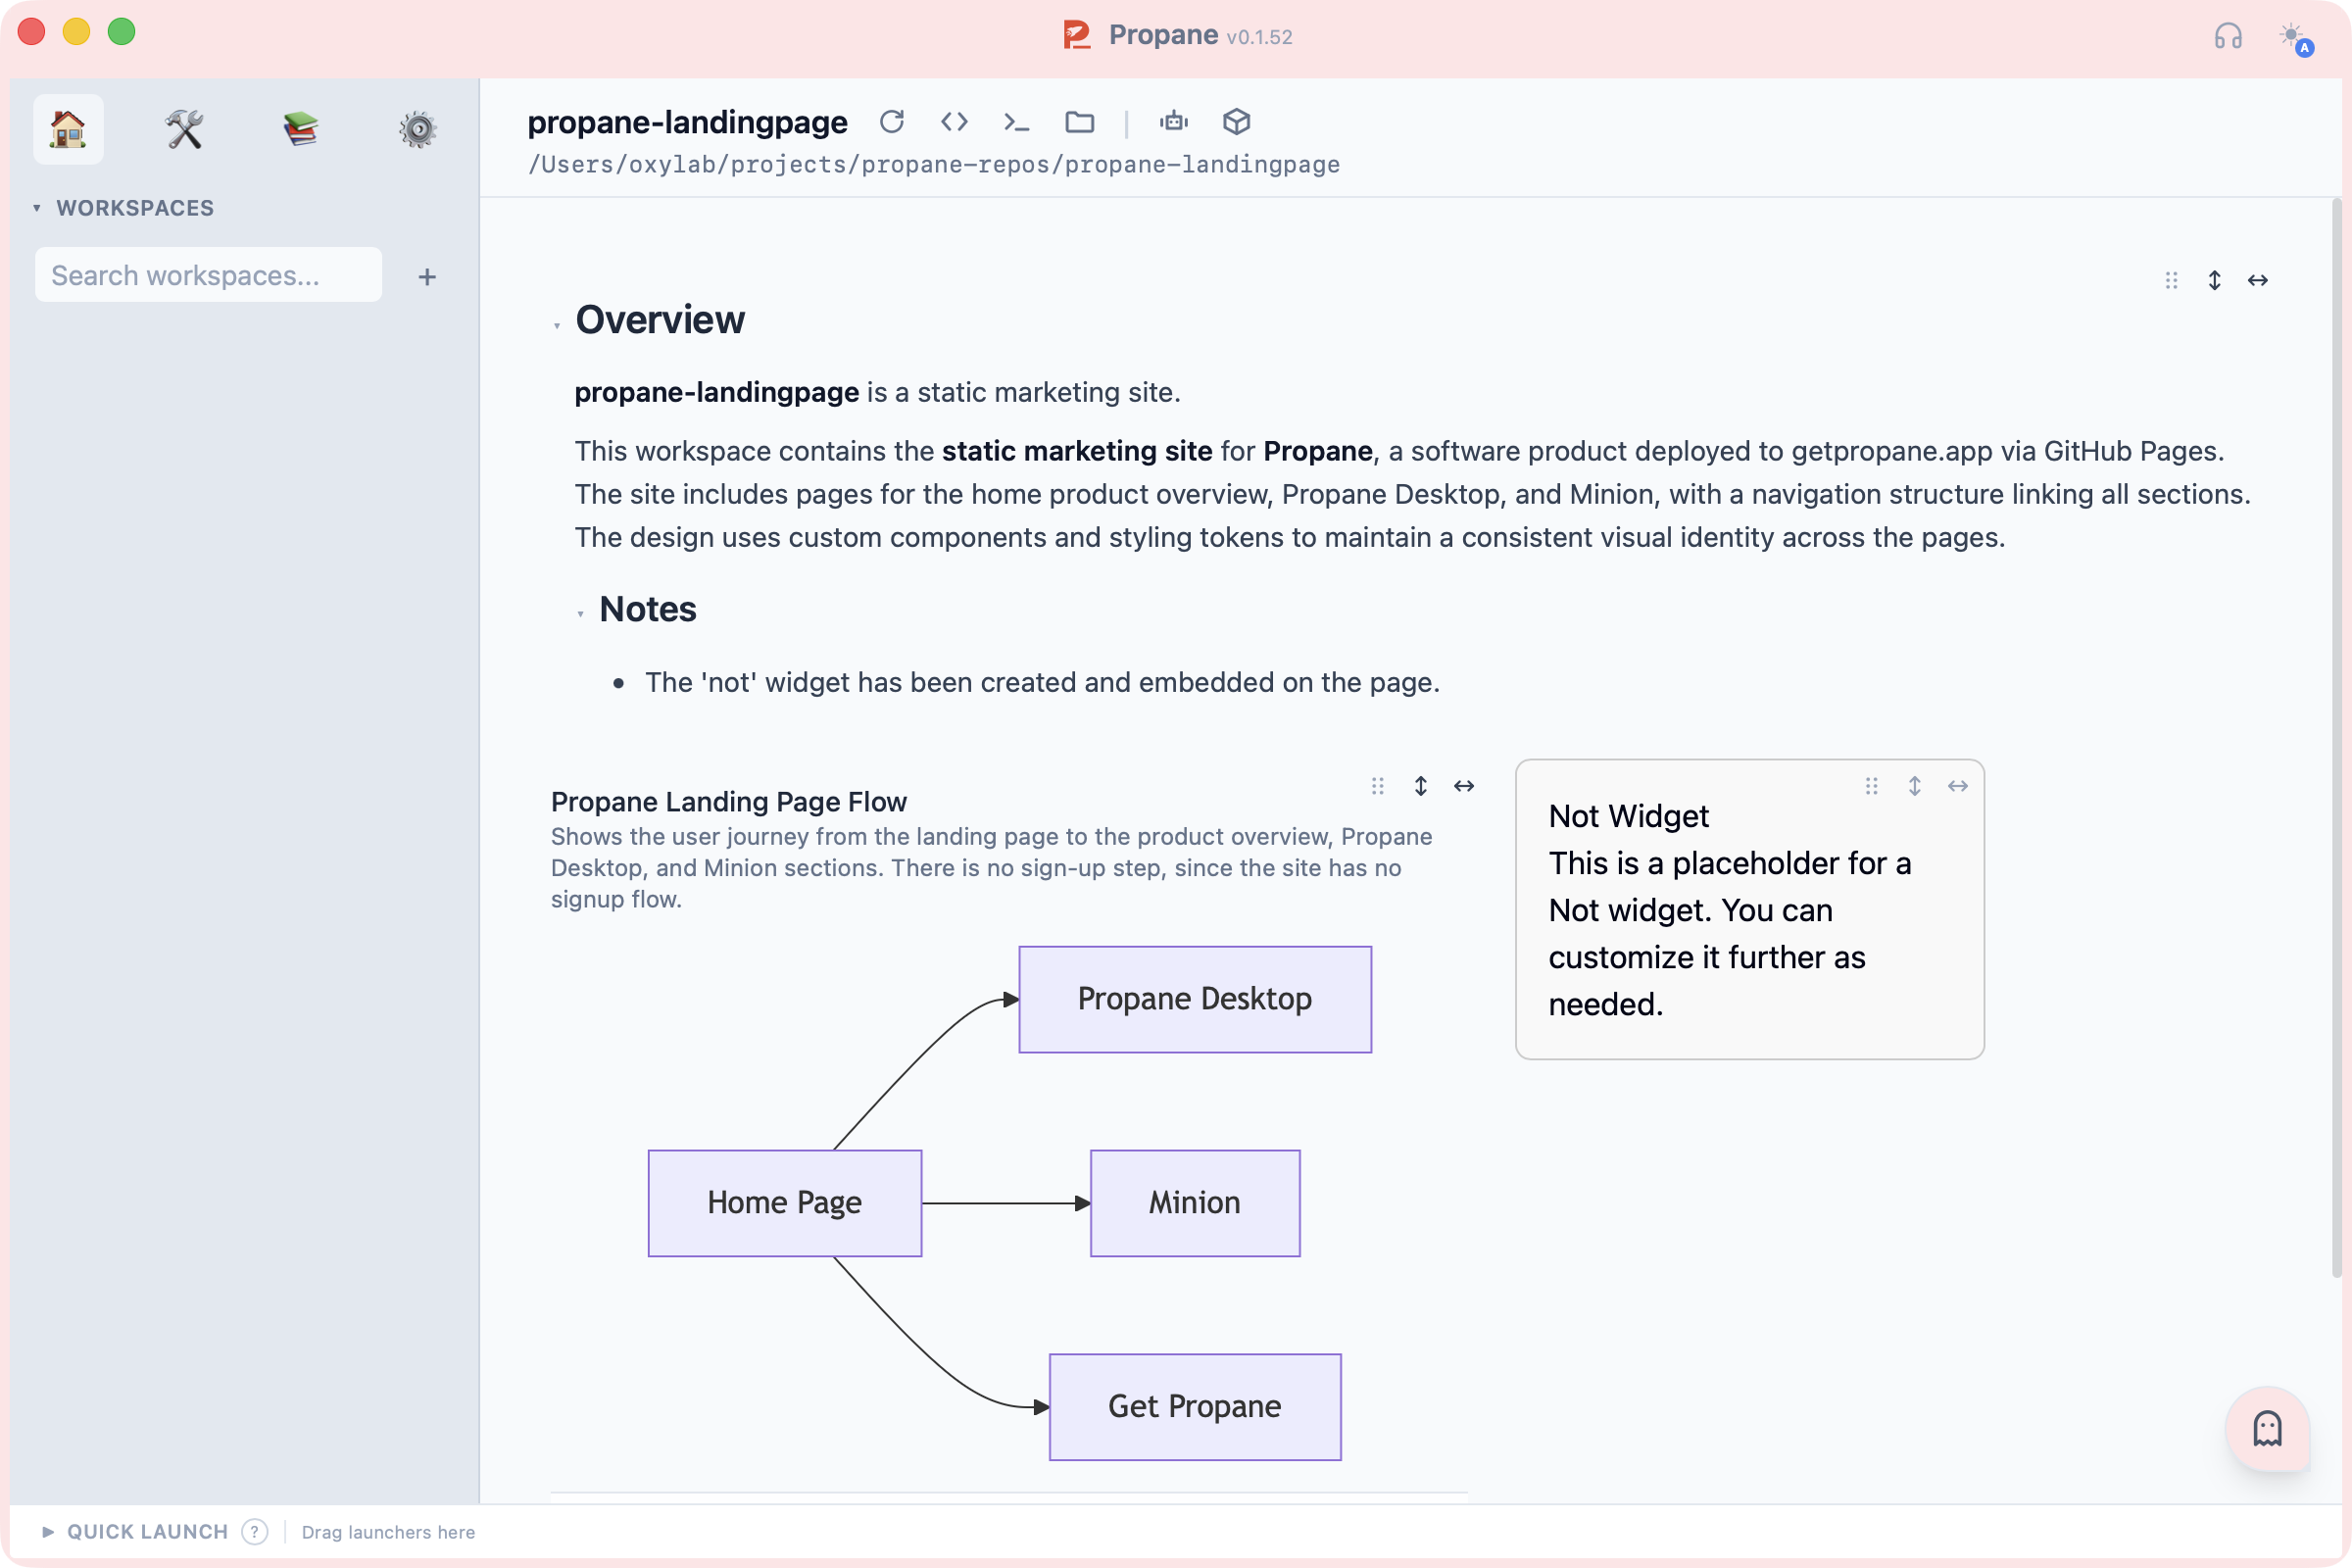 Propane v0.1.52
A
propane-landingpage
/Users/oxylab/projects/propane-repos/propane-landingpage
WORKSPACES
Search workspaces...
+
Overview
propane-landingpage is a static marketing site.
This workspace contains the static marketing site for Propane, a software product deployed to getpropane.app via GitHub Pages.
The site includes pages for the home product overview, Propane Desktop, and Minion, with a navigation structure linking all sections.
The design uses custom components and styling tokens to maintain a consistent visual identity across the pages.
Notes
• The 'not' widget has been created and embedded on the page.
Propane Landing Page Flow
Shows the user journey from the landing page to the product overview, Propane
Desktop, and Minion sections. There is no sign-up step, since the site has no
signup flow.
Propane Desktop
Home Page
Minion
Get Propane
Not Widget
This is a placeholder for a
Not widget. You can
customize it further as
needed.
QUICK LAUNCH ? Drag launchers here